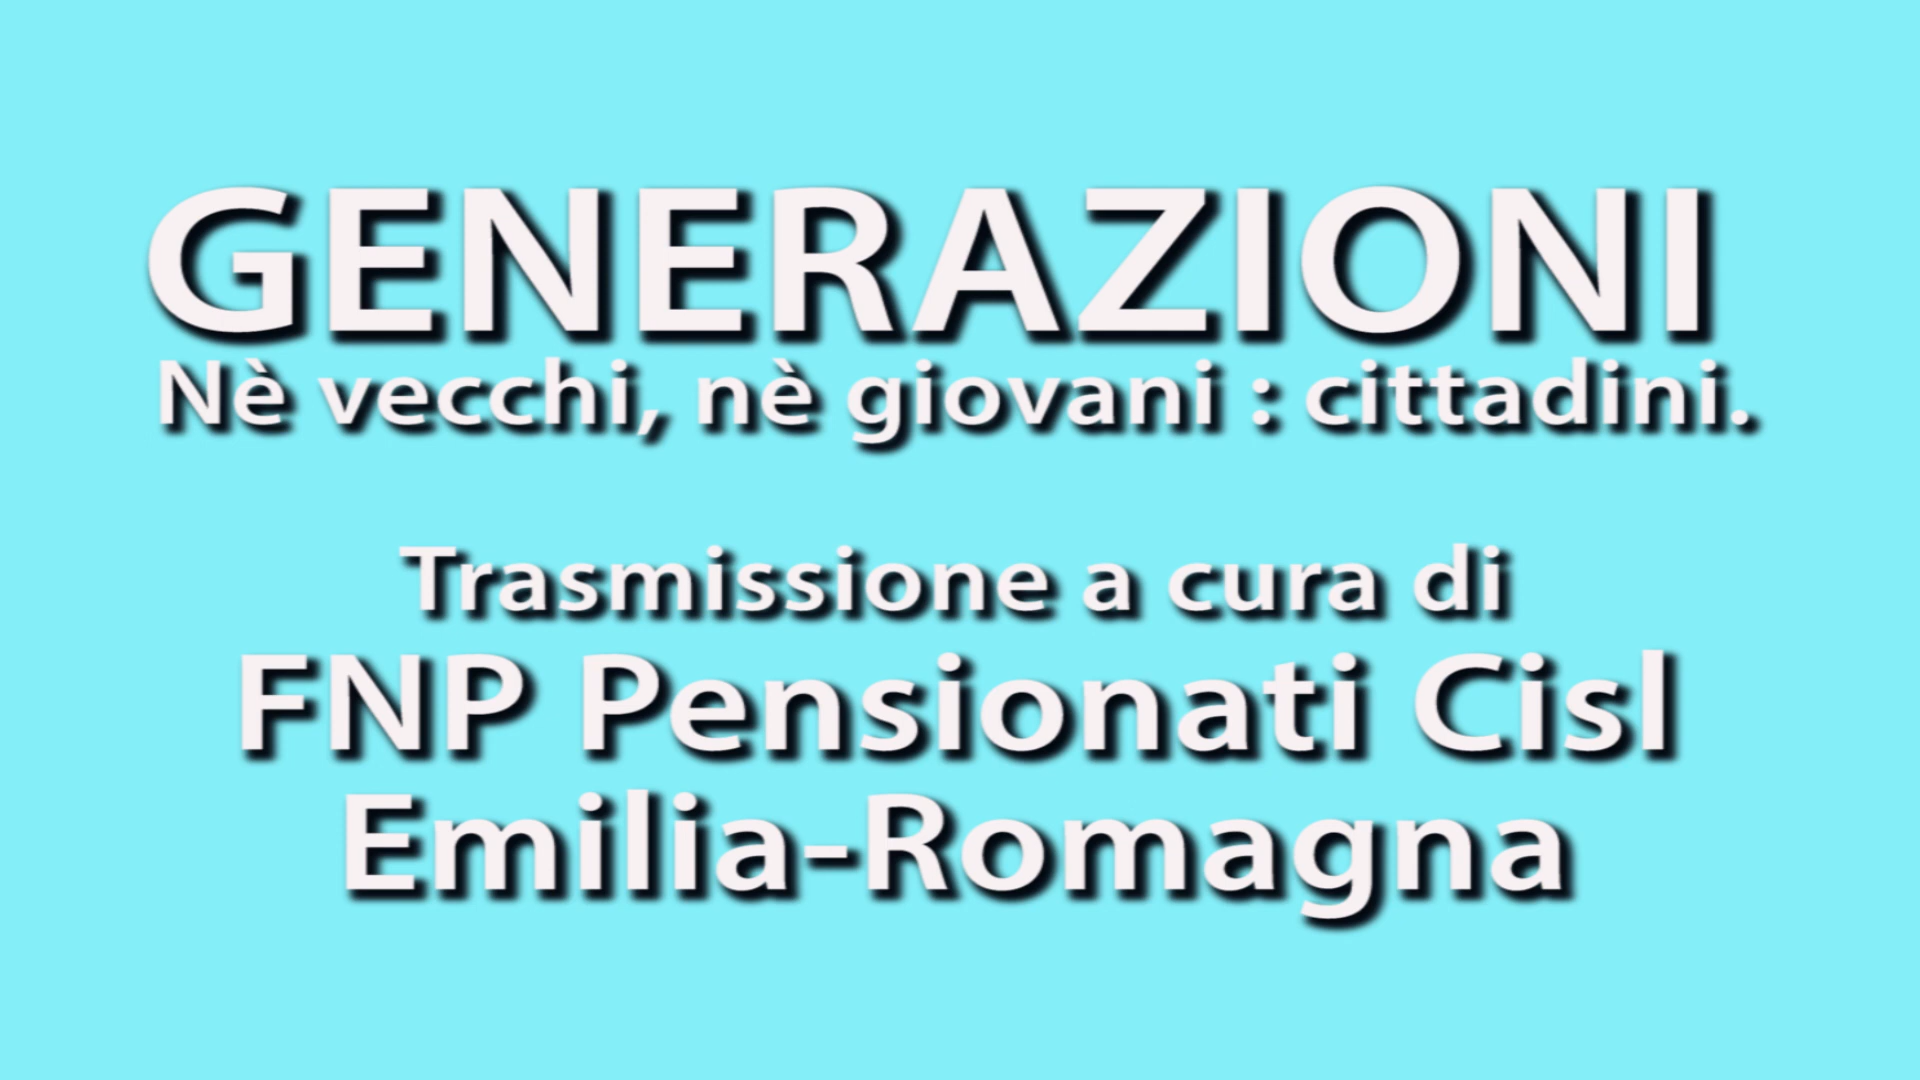 GENERAZIONI
Nè vecchi, nè giovani : cittadini.
Trasmissione a cura di
FNP Pensionati Cisl
Emilia-Romagna